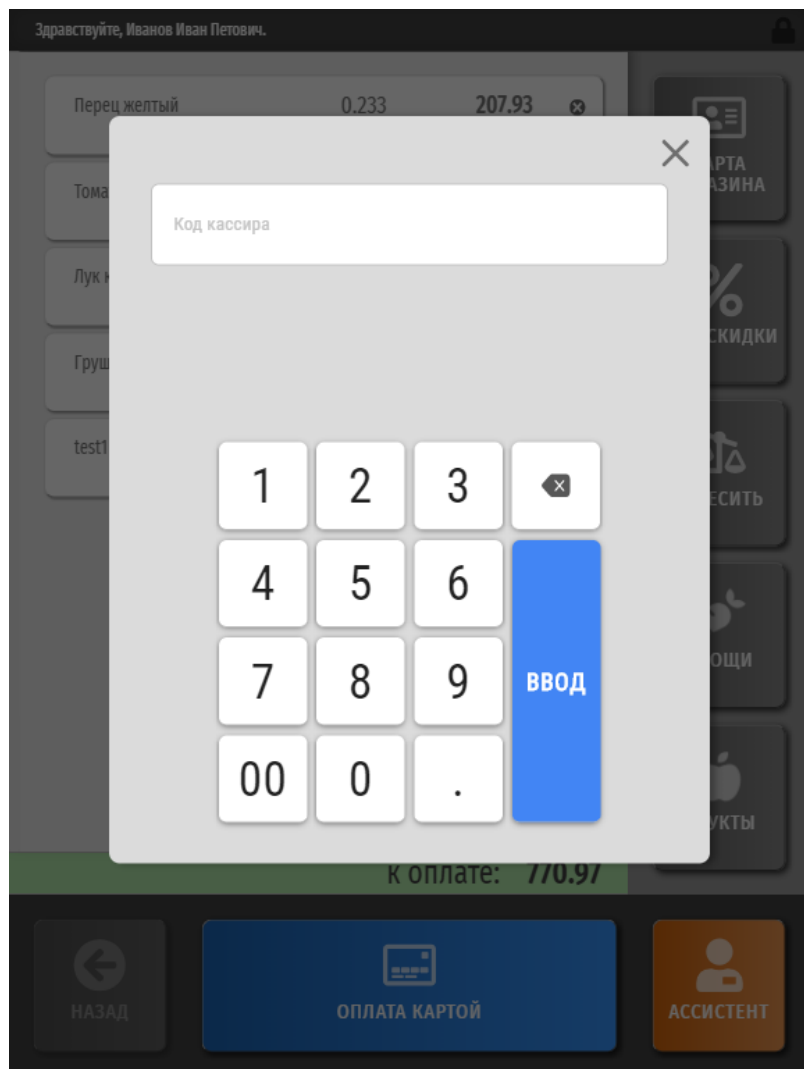 Здравствуйте, Иванов Иван Петович.
Перец желтый 0.233 207.93
Код кассира
test1
1 2 3
4 5 6
7 8 9 ВВОД
00 0 .
к оплате: 770.97
НАЗАД
ОПЛАТА КАРТОЙ
АССИСТЕНТ